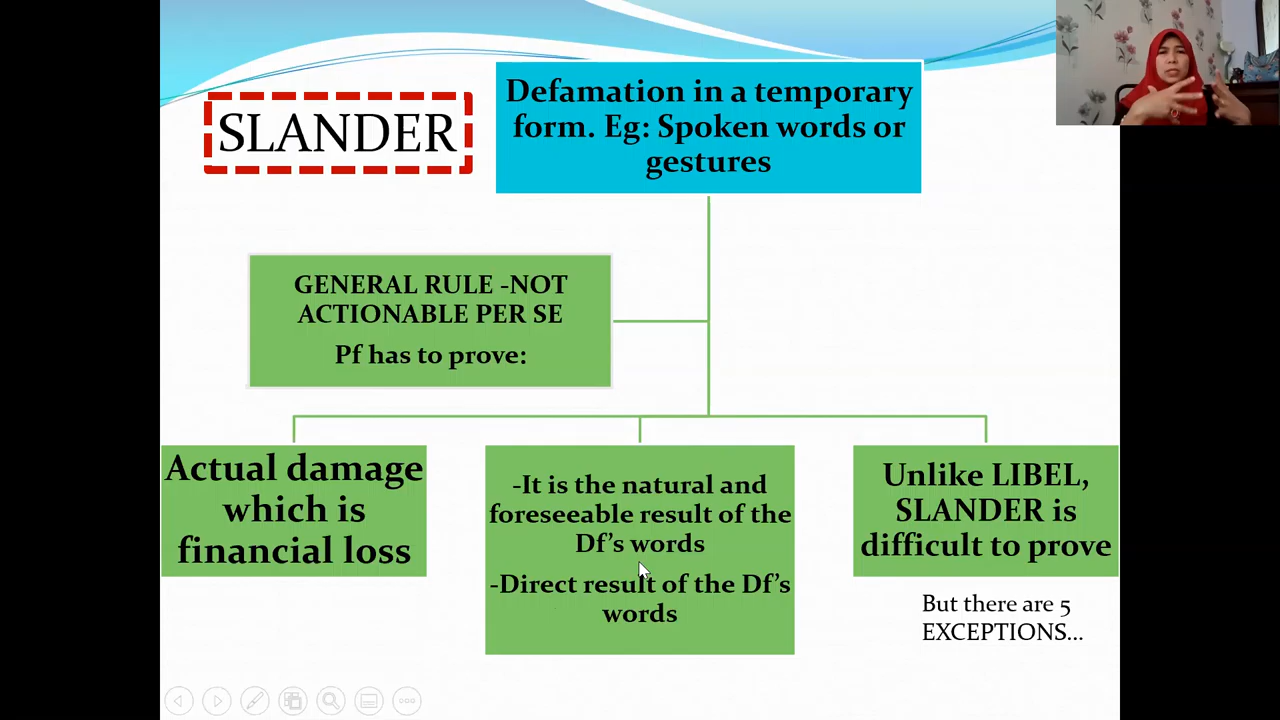 SLANDER
Defamation in a temporary
form. Eg: Spoken words or
gestures
GENERAL RULE -NOT
ACTIONABLE PER SE
Pf has to prove:
Actual damage
which is
financial loss
-It is the natural and
foreseeable result of the
Df’s words
-Direct result of the Df’s
words
Unlike LIBEL,
SLANDER is
difficult to prove
But there are 5
EXCEPTIONS...